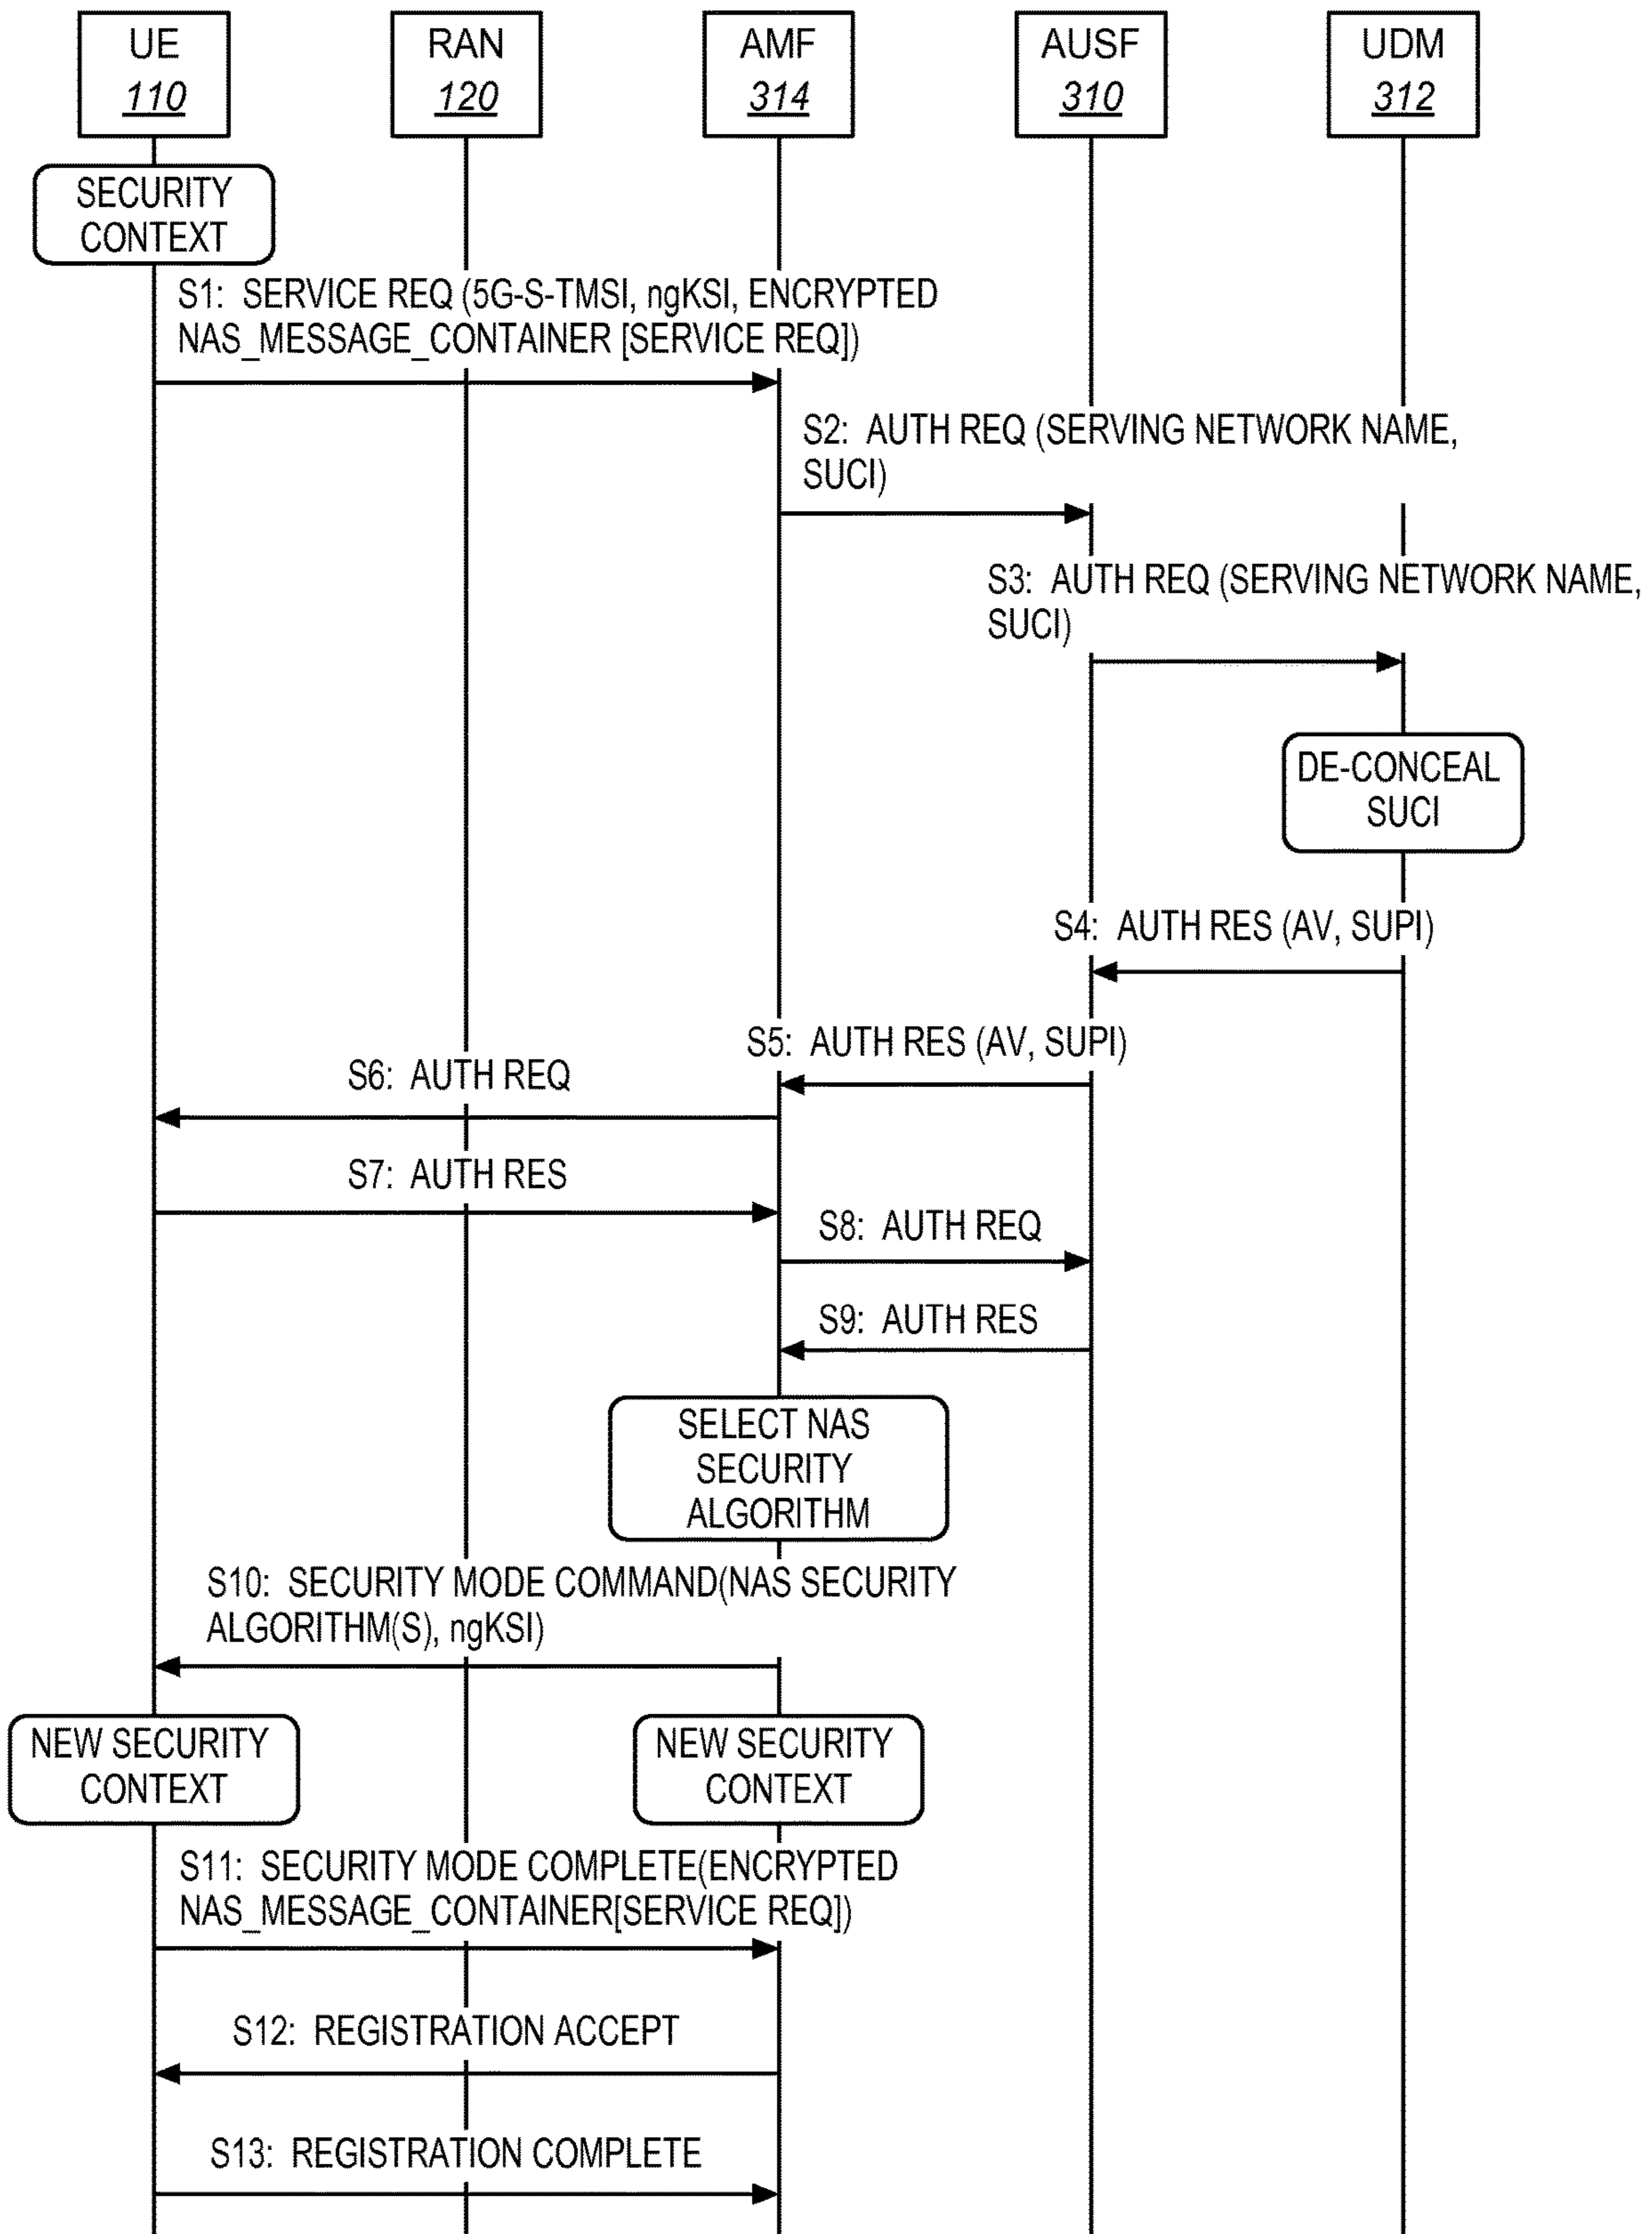 UE
110
RAN
120
AMF
314
AUSF
310
UDM
312
SECURITY
CONTEXT
S1: SERVICE REQ (5G-S-TMSI, ngKSI, ENCRYPTED
NAS_MESSAGE_CONTAINER [SERVICE REQ])
S2: AUTH REQ (SERVING NETWORK NAME,
SUCI)
S3: AUTH REQ (SERVING NETWORK NAME,
SUCI)
DE-CONCEAL
SUCI
S4: AUTH RES (AV, SUPI)
S5: AUTH RES (AV, SUPI)
S6: AUTH REQ
S7: AUTH RES
S8: AUTH REQ
S9: AUTH RES
SELECT NAS
SECURITY
ALGORITHM
S10: SECURITY MODE COMMAND(NAS SECURITY
ALGORITHM(S), ngKSI)
NEW SECURITY
CONTEXT
NEW SECURITY
CONTEXT
S11: SECURITY MODE COMPLETE(ENCRYPTED
NAS_MESSAGE_CONTAINER[SERVICE REQ])
S12: REGISTRATION ACCEPT
S13: REGISTRATION COMPLETE